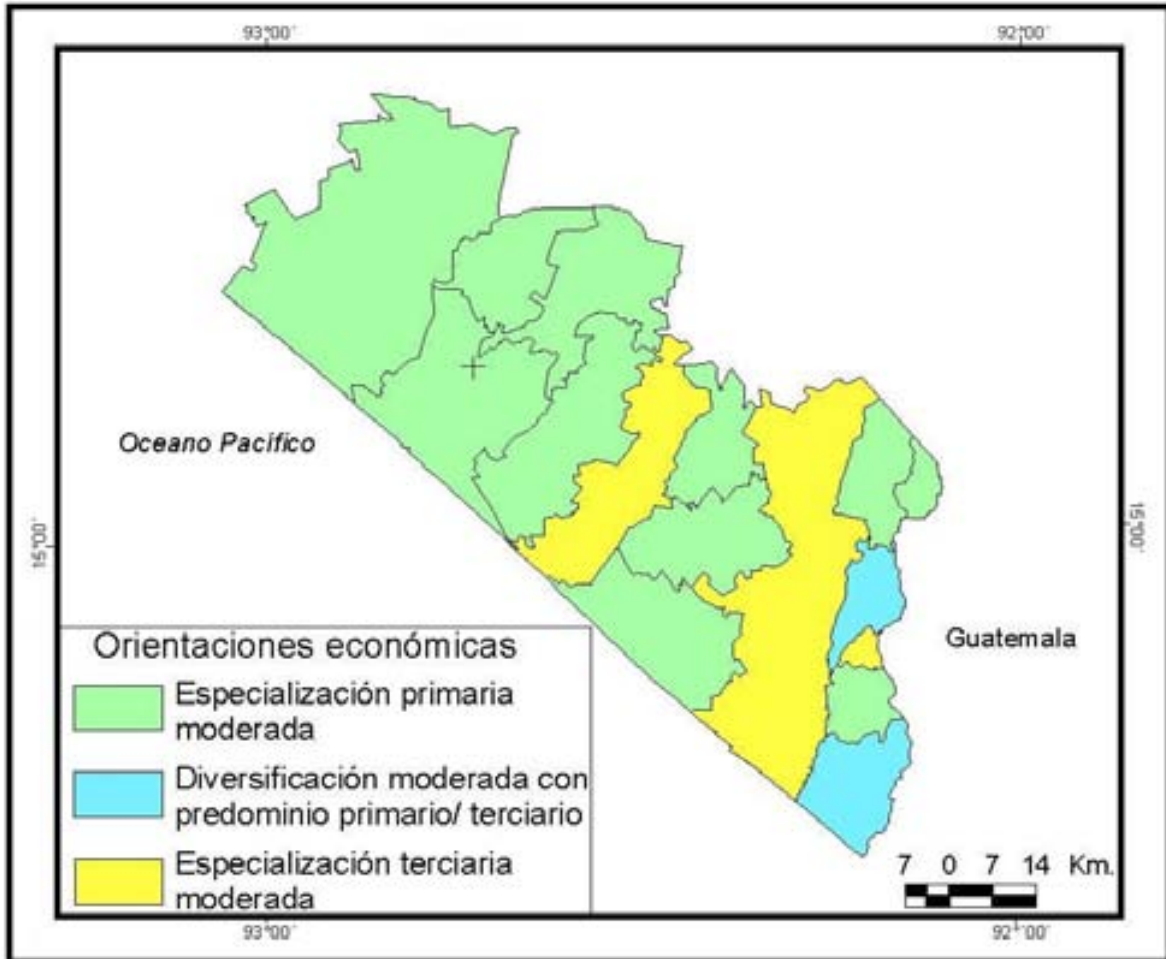 93°00´
92°00´
Oceano Pacífico
15°00´
15°00´
Guatemala
Orientaciones económicas
Especialización primaria
moderada
Diversificación moderada con
predominio primario/ terciario
Especialización terciaria
moderada
7 0 7 14 Km.
93°00´
92°00´